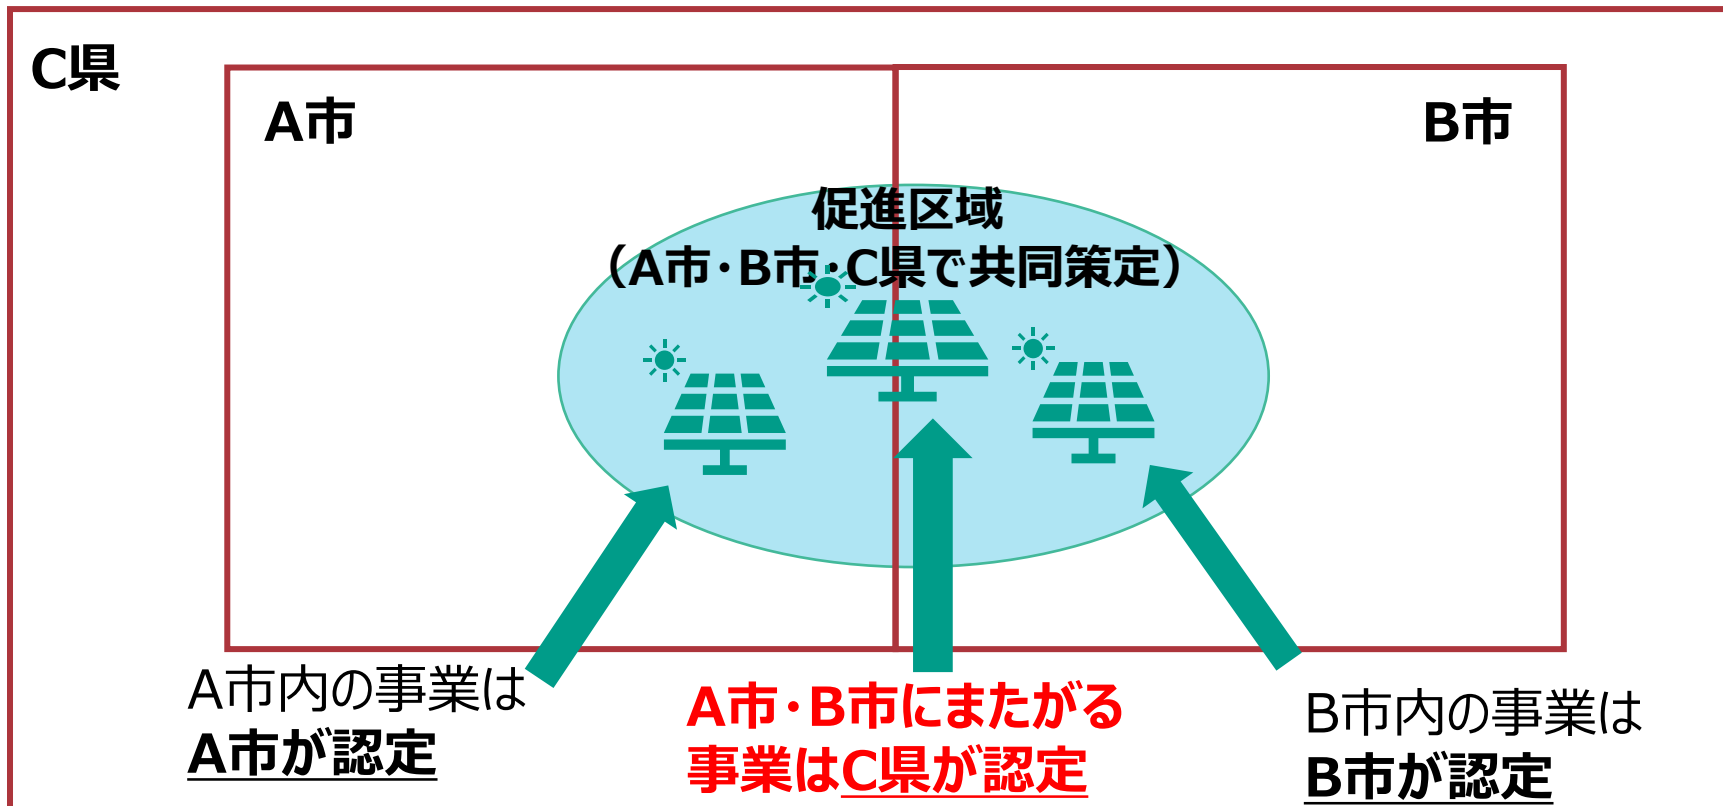 C県
A市
B市
促進区域
（A市・B市・C県で共同策定）
A市内の事業は
A市が認定
A市・B市にまたがる
事業はC県が認定
B市内の事業は
B市が認定